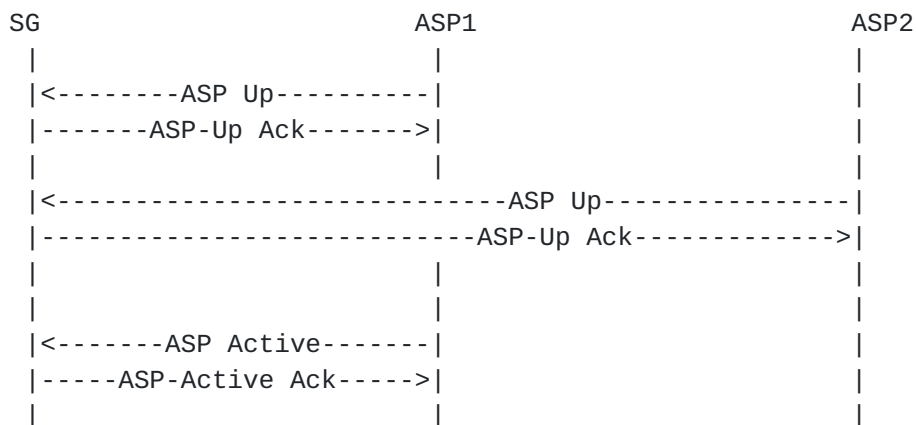 SG                       ASP1                       ASP2
 |                         |                          |
 |<--------ASP Up----------|                          |
 |-------ASP-Up Ack------->|                          |
 |                         |                          |
 |<-----------------------------ASP Up----------------|
 |----------------------------ASP-Up Ack------------->|
 |                         |                          |
 |                         |                          |
 |<-------ASP Active-------|                          |
 |-----ASP-Active Ack----->|                          |
 |                         |                          |